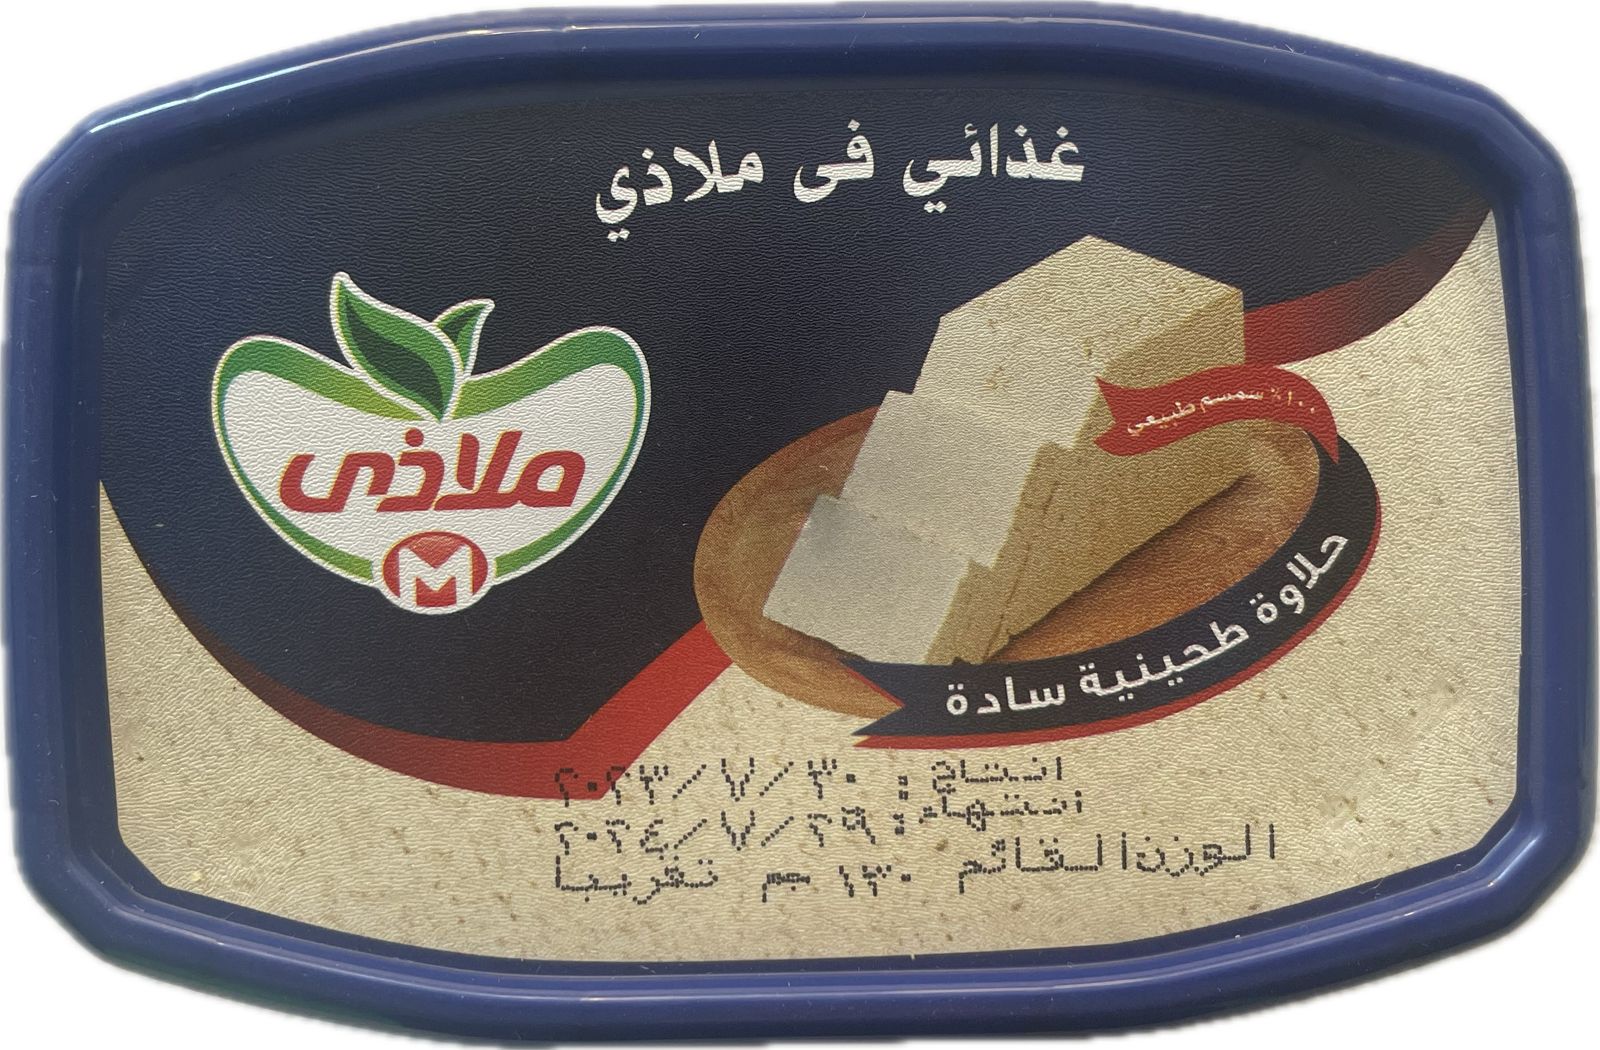 غذائي فى ملاذي
ملاذى
M
١٠٠٪ سمسم طبيعي
حلاوة طحينية سادة
انتاج : ٢٠٢٣/٧/٣٠
انتهاء: ٢٠٢٤/٧/٢٩
الوزن القائم ١٣٠ جم تقريبا